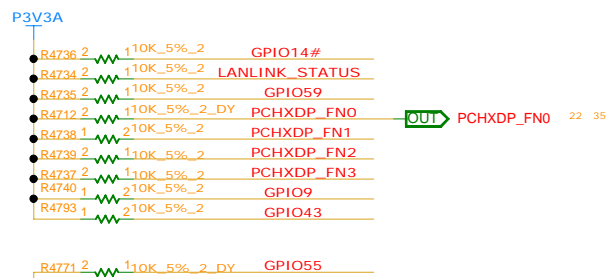 P3V3A
R4736 2 1 10K_5%_2 GPIO14#
R4734 2 1 10K_5%_2 LANLINK_STATUS
R4735 2 1 10K_5%_2 GPIO59
R4712 2 1 10K_5%_2_DY PCHXDP_FN0 OUT PCHXDP_FN0 22 35
R4738 1 2 10K_5%_2 PCHXDP_FN1
R4739 2 1 10K_5%_2 PCHXDP_FN2
R4737 2 1 10K_5%_2 PCHXDP_FN3
R4740 1 2 10K_5%_2 GPIO9
R4793 1 2 10K_5%_2 GPIO43
R4771 2 1 10K_5%_2_DY GPIO55